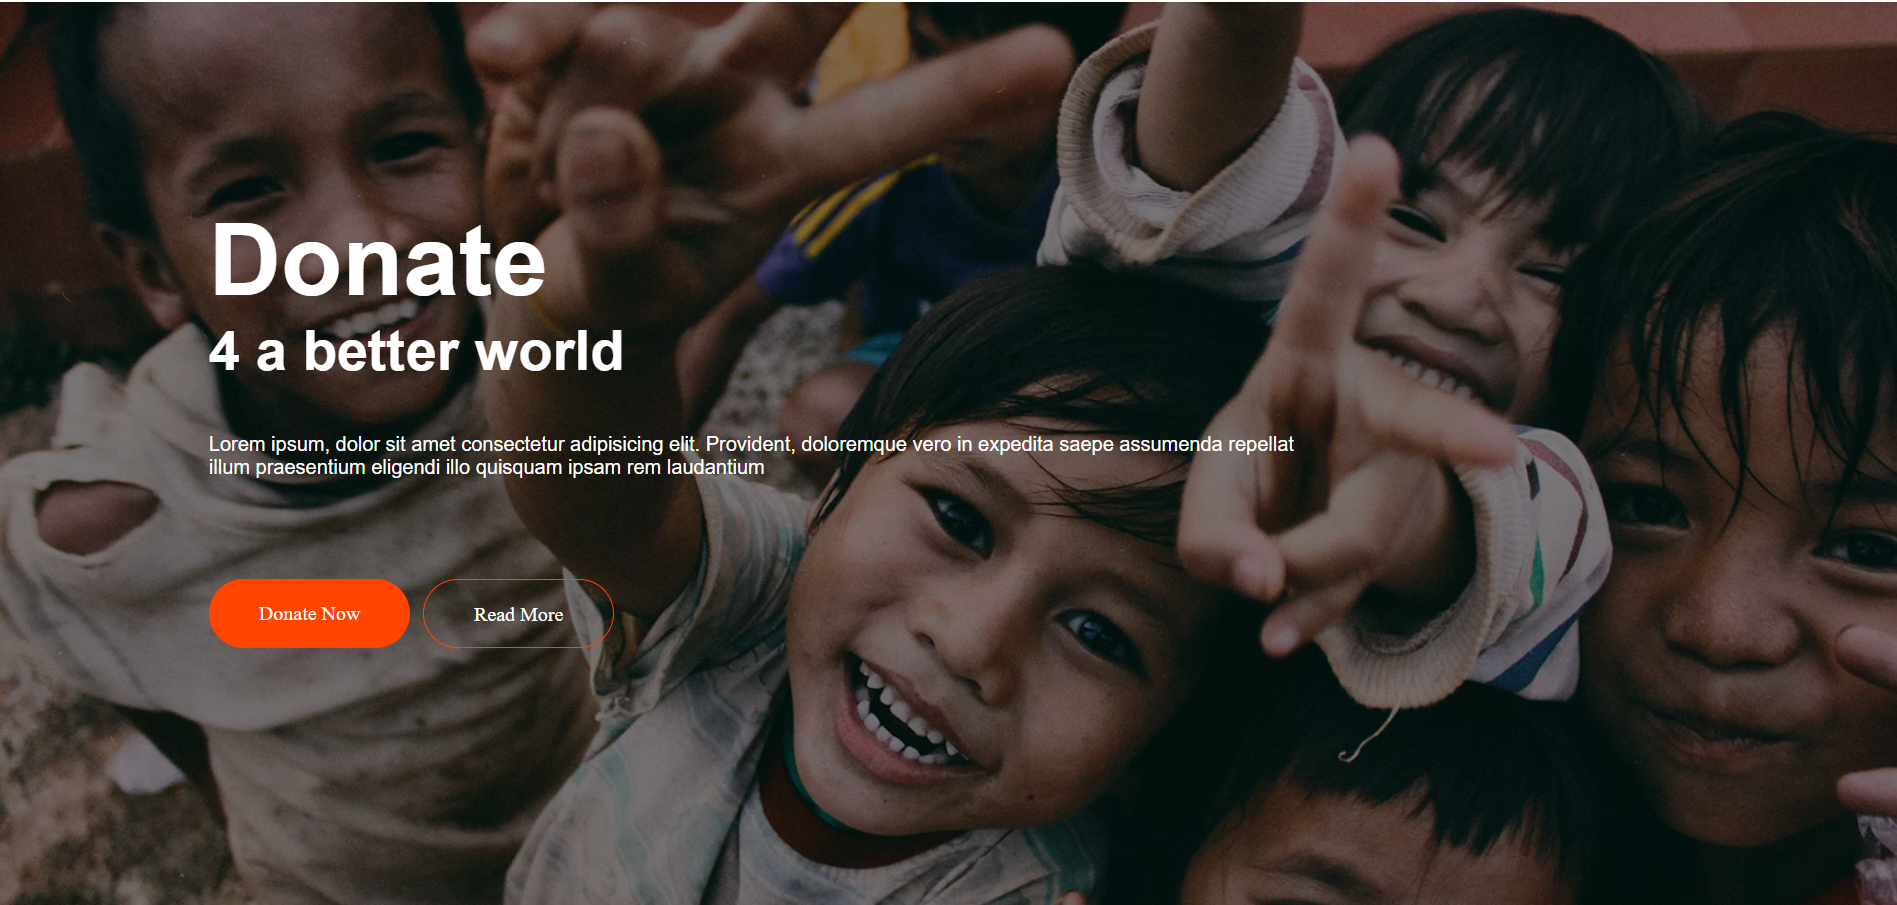 Donate
4 a better world
Lorem ipsum, dolor sit amet consectetur adipisicing elit. Provident, doloremque vero in expedita saepe assumenda repellat
illum praesentium eligendi illo quisquam ipsam rem laudantium
Donate Now
Read More